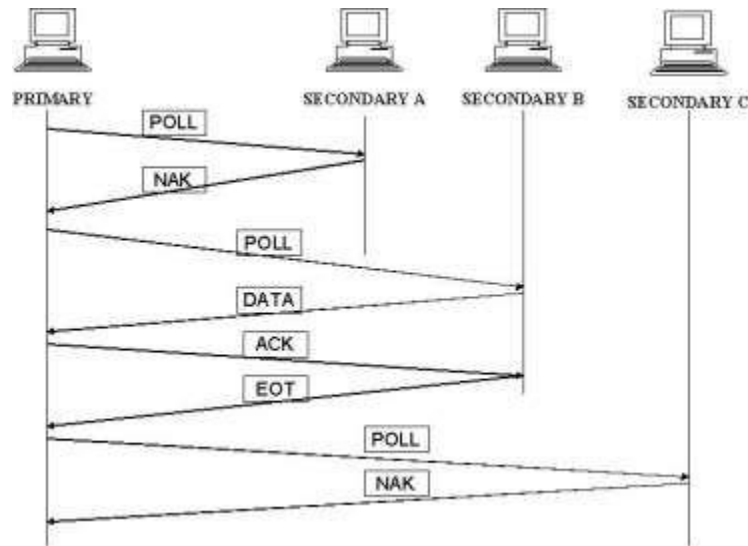 PRIMARY
SECONDARY A
SECONDARY B
SECONDARY C
POLL
NAK
POLL
DATA
ACK
EOT
POLL
NAK